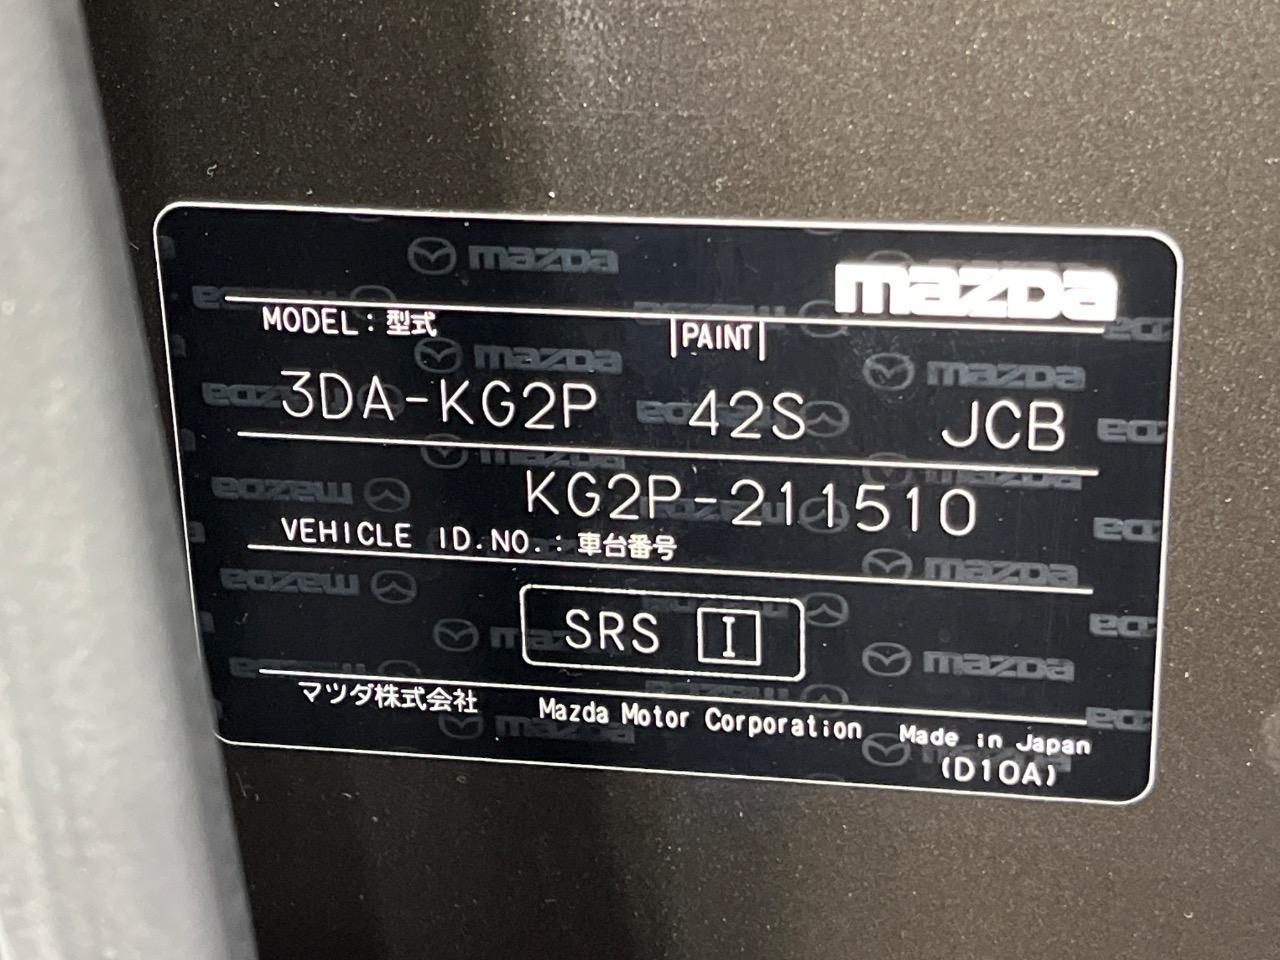 mazda
MODEL : 型式
PAINT
3DA-KG2P 42S JCB
KG2P-211510
VEHICLE ID.NO. : 車台番号
SRS I
マツダ株式会社 Mazda Motor Corporation Made in Japan
(D10A)